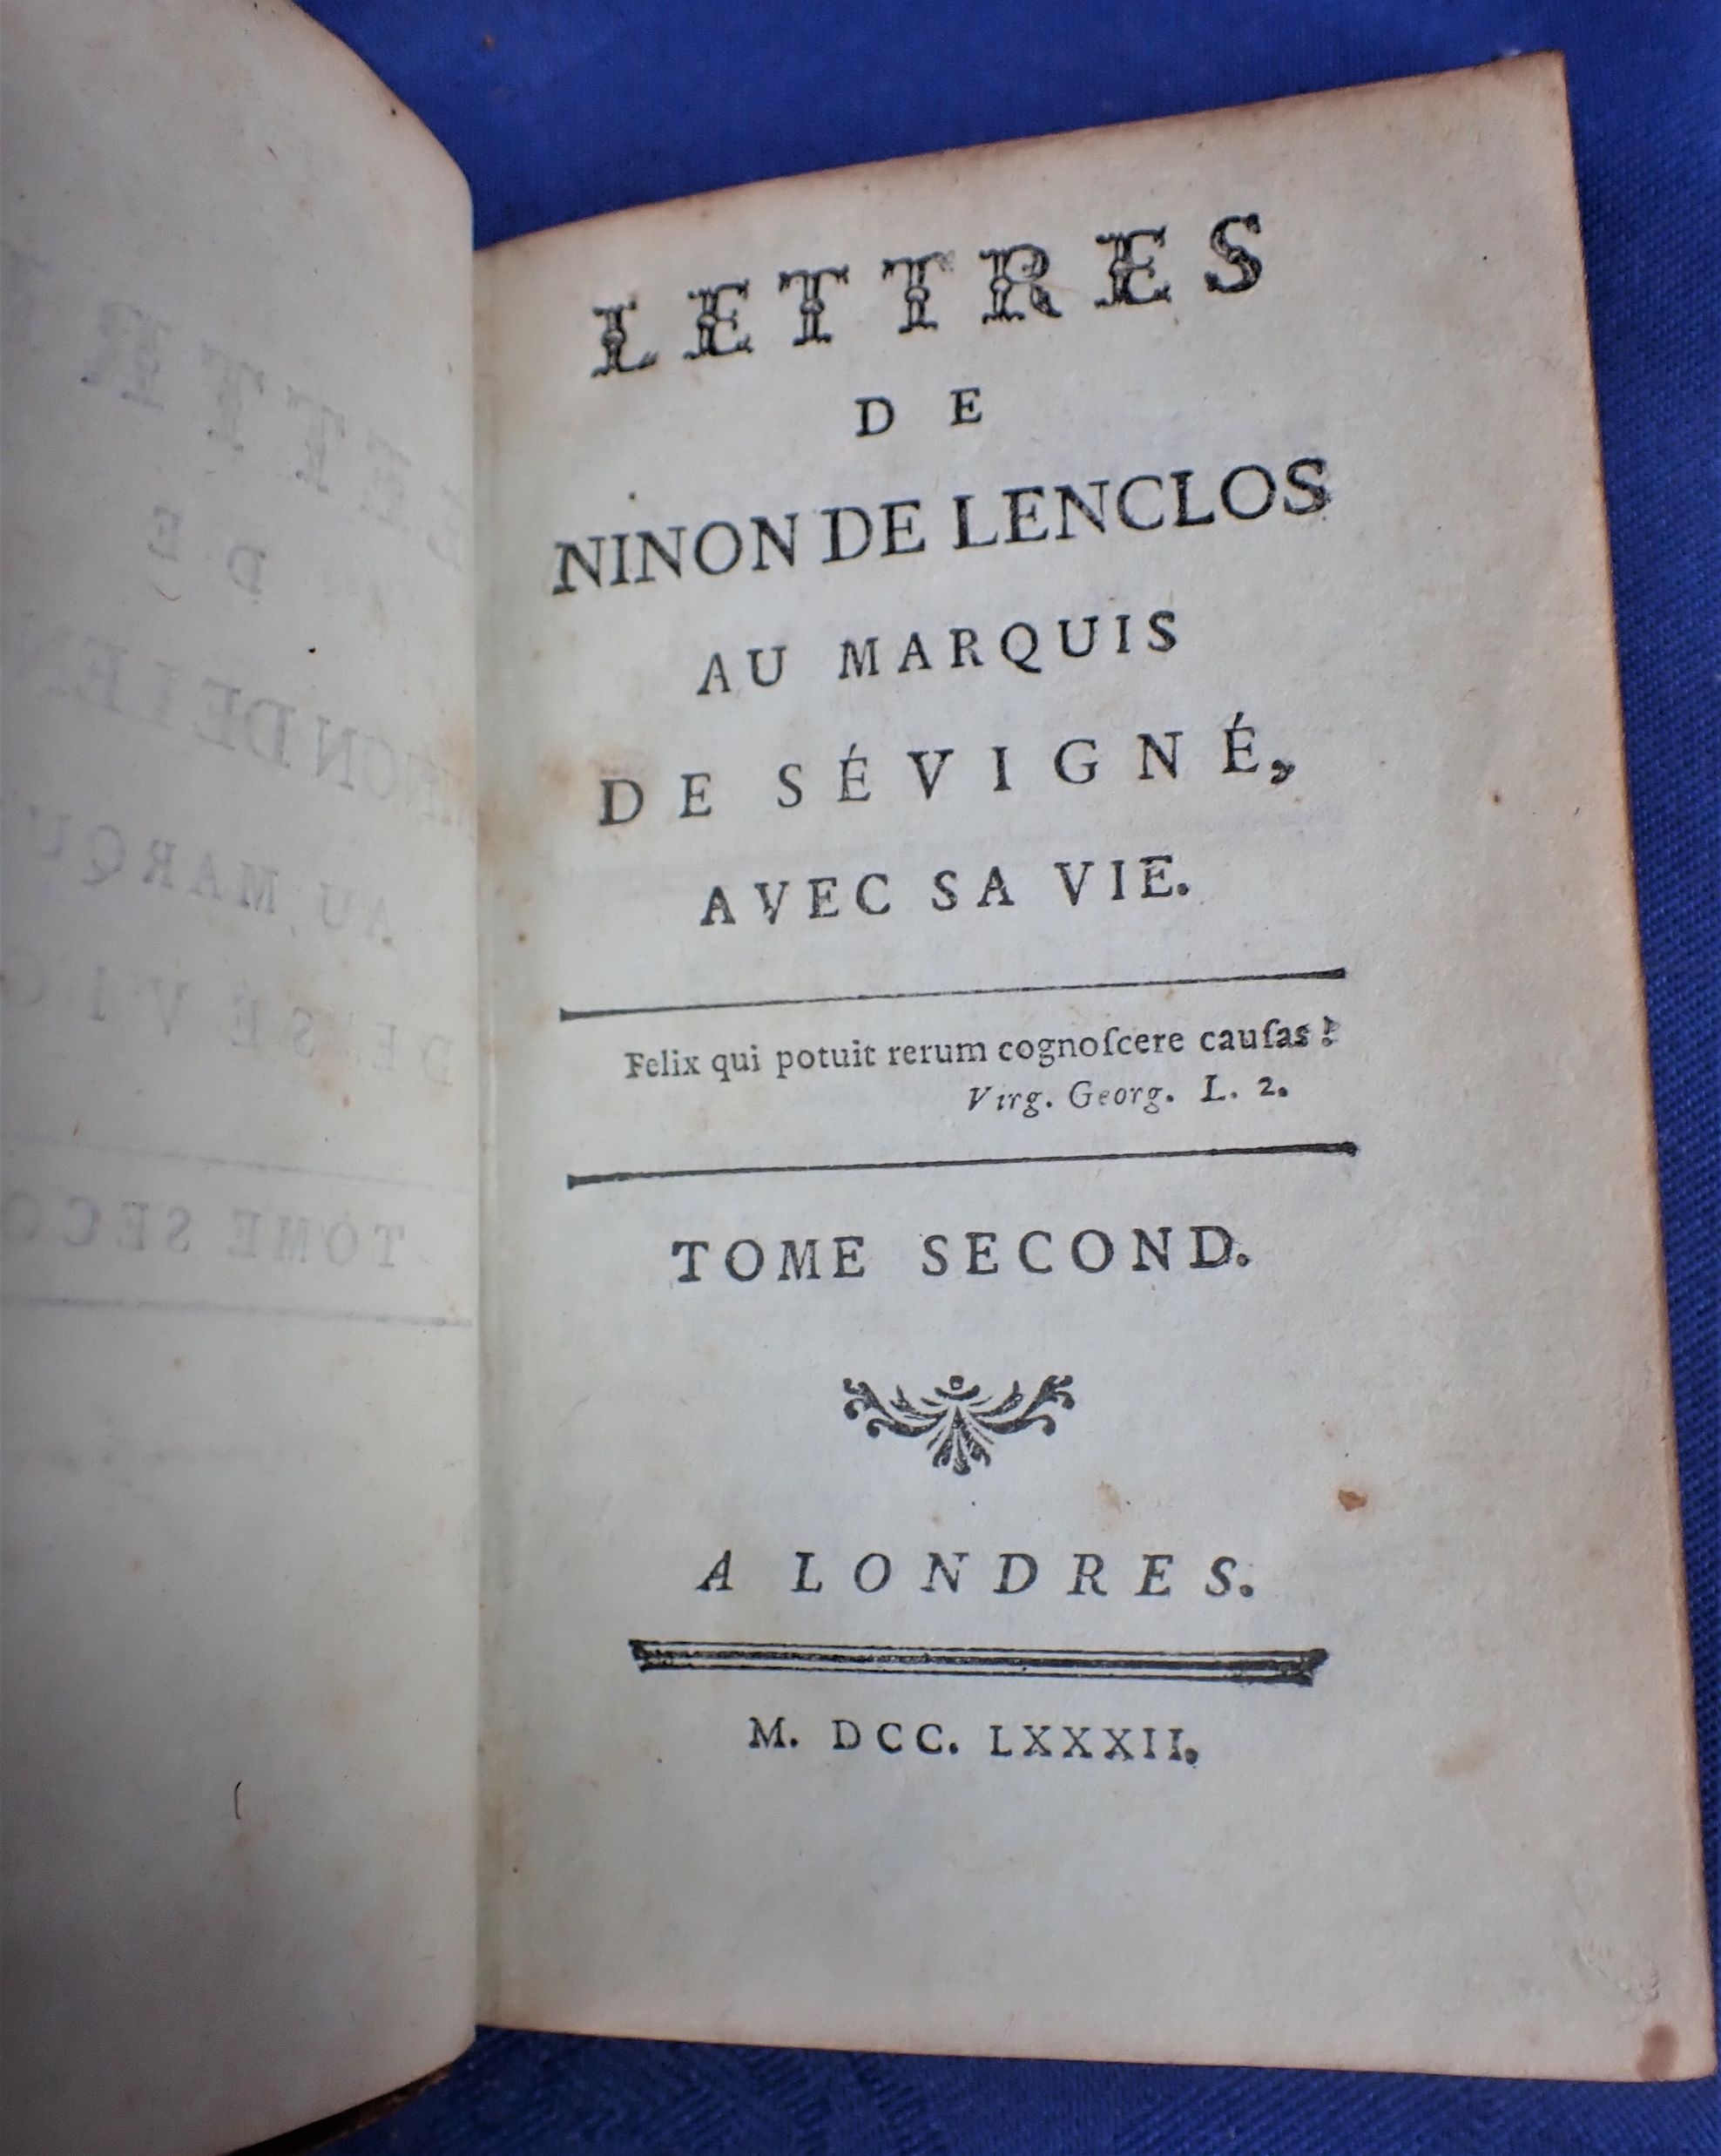 LETTRES
DE
NINON DE LENCLOS
AU MARQUIS
DE SÉVIGNÉ,
AVEC SA VIE.
Felix qui potuit rerum cognoſcere cauſas !
Virg. Georg. L. 2.
TOME SECOND.
A LONDRES.
M. DCC. LXXXII.